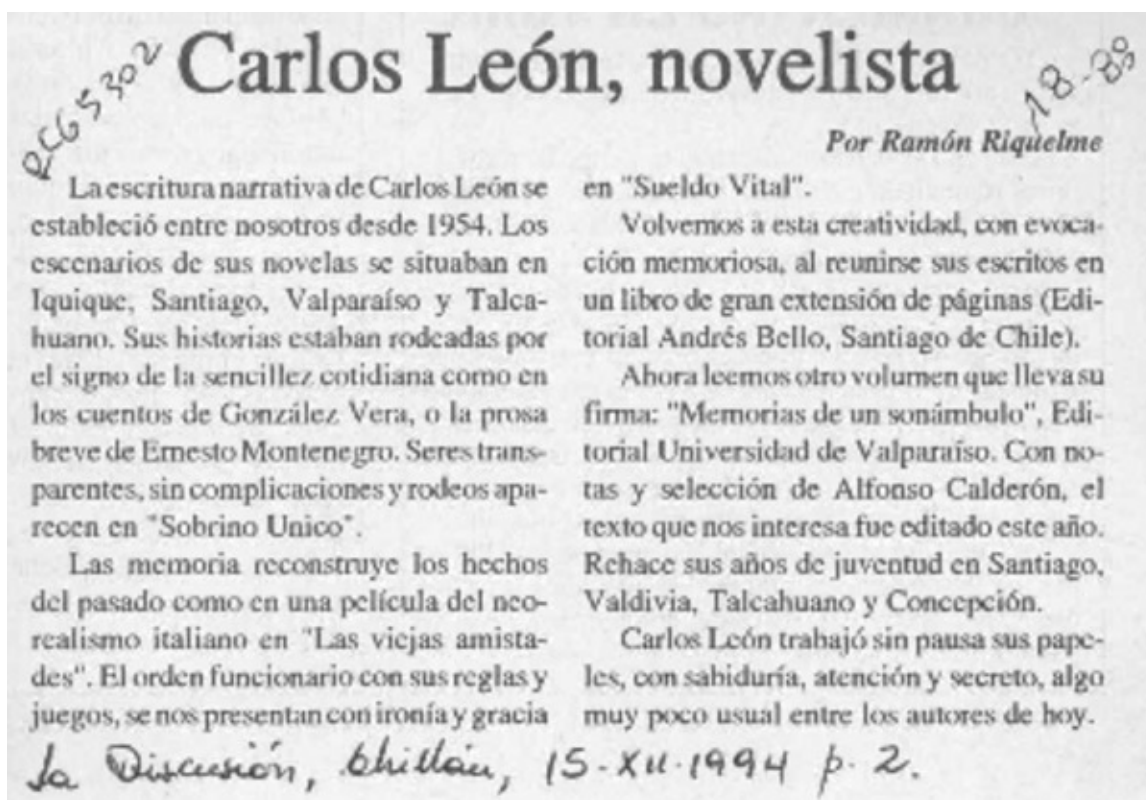 Carlos León, novelista
RCG5302
Por Ramón Riquelme
La escritura narrativa de Carlos León se
estableció entre nosotros desde 1954. Los
escenarios de sus novelas se situaban en
Iquique, Santiago, Valparaíso y Talca-
huano. Sus historias estaban rodeadas por
el signo de la sencillez cotidiana como en
los cuentos de González Vera, o la prosa
breve de Ernesto Montenegro. Seres trans-
parentes, sin complicaciones y rodeos apa-
recen en "Sobrino Unico".
Las memoria reconstruye los hechos
del pasado como en una película del neo-
realismo italiano en "Las viejas amista-
des". El orden funcionario con sus reglas y
juegos, se nos presentan con ironía y gracia
en "Sueldo Vital".
Volvemos a esta creatividad, con evoca-
ción memoriosa, al reunirse sus escritos en
un libro de gran extensión de páginas (Edi-
torial Andrés Bello, Santiago de Chile).
Ahora leemos otro volumen que lleva su
firma: "Memorias de un sonámbulo", Edi-
torial Universidad de Valparaíso. Con no-
tas y selección de Alfonso Calderón, el
texto que nos interesa fue editado este año.
Rehace sus años de juventud en Santiago,
Valdivia, Talcahuano y Concepción.
Carlos León trabajó sin pausa sus pape-
les, con sabiduría, atención y secreto, algo
muy poco usual entre los autores de hoy.
La Discusión, Chillán, 15-XII-1994 p. 2.